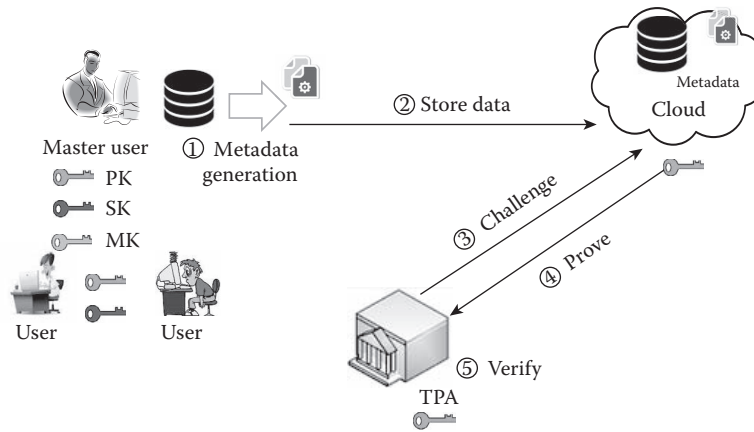 Metadata
Cloud
② Store data
Master user
① Metadada
generation
PK
SK
MK
③ Challenge
④ Prove
User
User
⑤ Verify
TPA